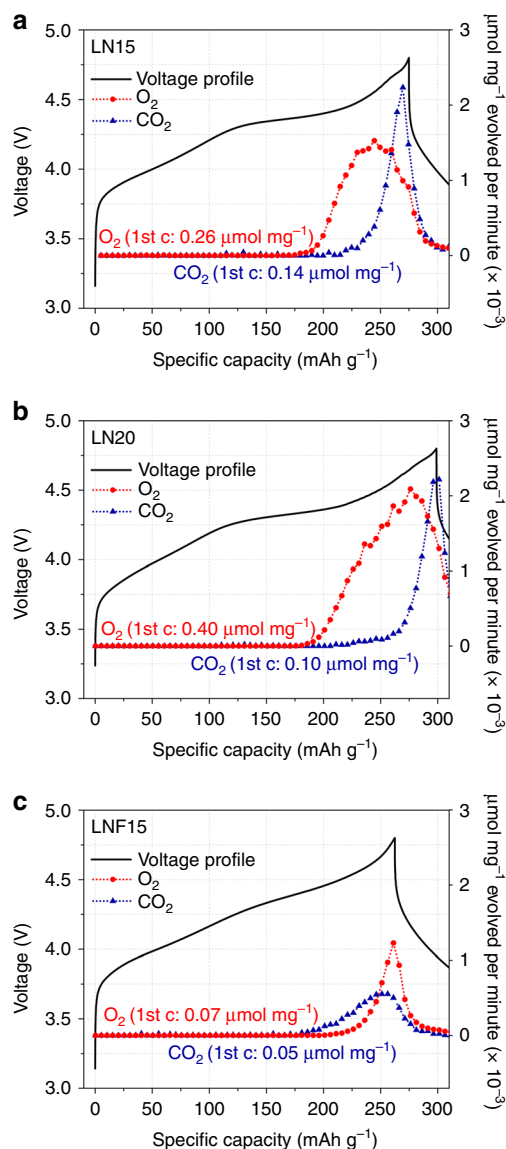 a
LN15
Voltage profile
O₂
CO₂
O₂ (1st c: 0.26 μmol mg⁻¹)
CO₂ (1st c: 0.14 μmol mg⁻¹)
5.0
4.5
4.0
3.5
3.0
Voltage (V)
3
2
1
0
μmol mg⁻¹ evolved per minute (× 10⁻³)
0 50 100 150 200 250 300
Specific capacity (mAh g⁻¹)
b
LN20
Voltage profile
O₂
CO₂
O₂ (1st c: 0.40 μmol mg⁻¹)
CO₂ (1st c: 0.10 μmol mg⁻¹)
5.0
4.5
4.0
3.5
3.0
Voltage (V)
3
2
1
0
μmol mg⁻¹ evolved per minute (× 10⁻³)
0 50 100 150 200 250 300
Specific capacity (mAh g⁻¹)
c
LNF15
Voltage profile
O₂
CO₂
O₂ (1st c: 0.07 μmol mg⁻¹)
CO₂ (1st c: 0.05 μmol mg⁻¹)
5.0
4.5
4.0
3.5
3.0
Voltage (V)
3
2
1
0
μmol mg⁻¹ evolved per minute (× 10⁻³)
0 50 100 150 200 250 300
Specific capacity (mAh g⁻¹)